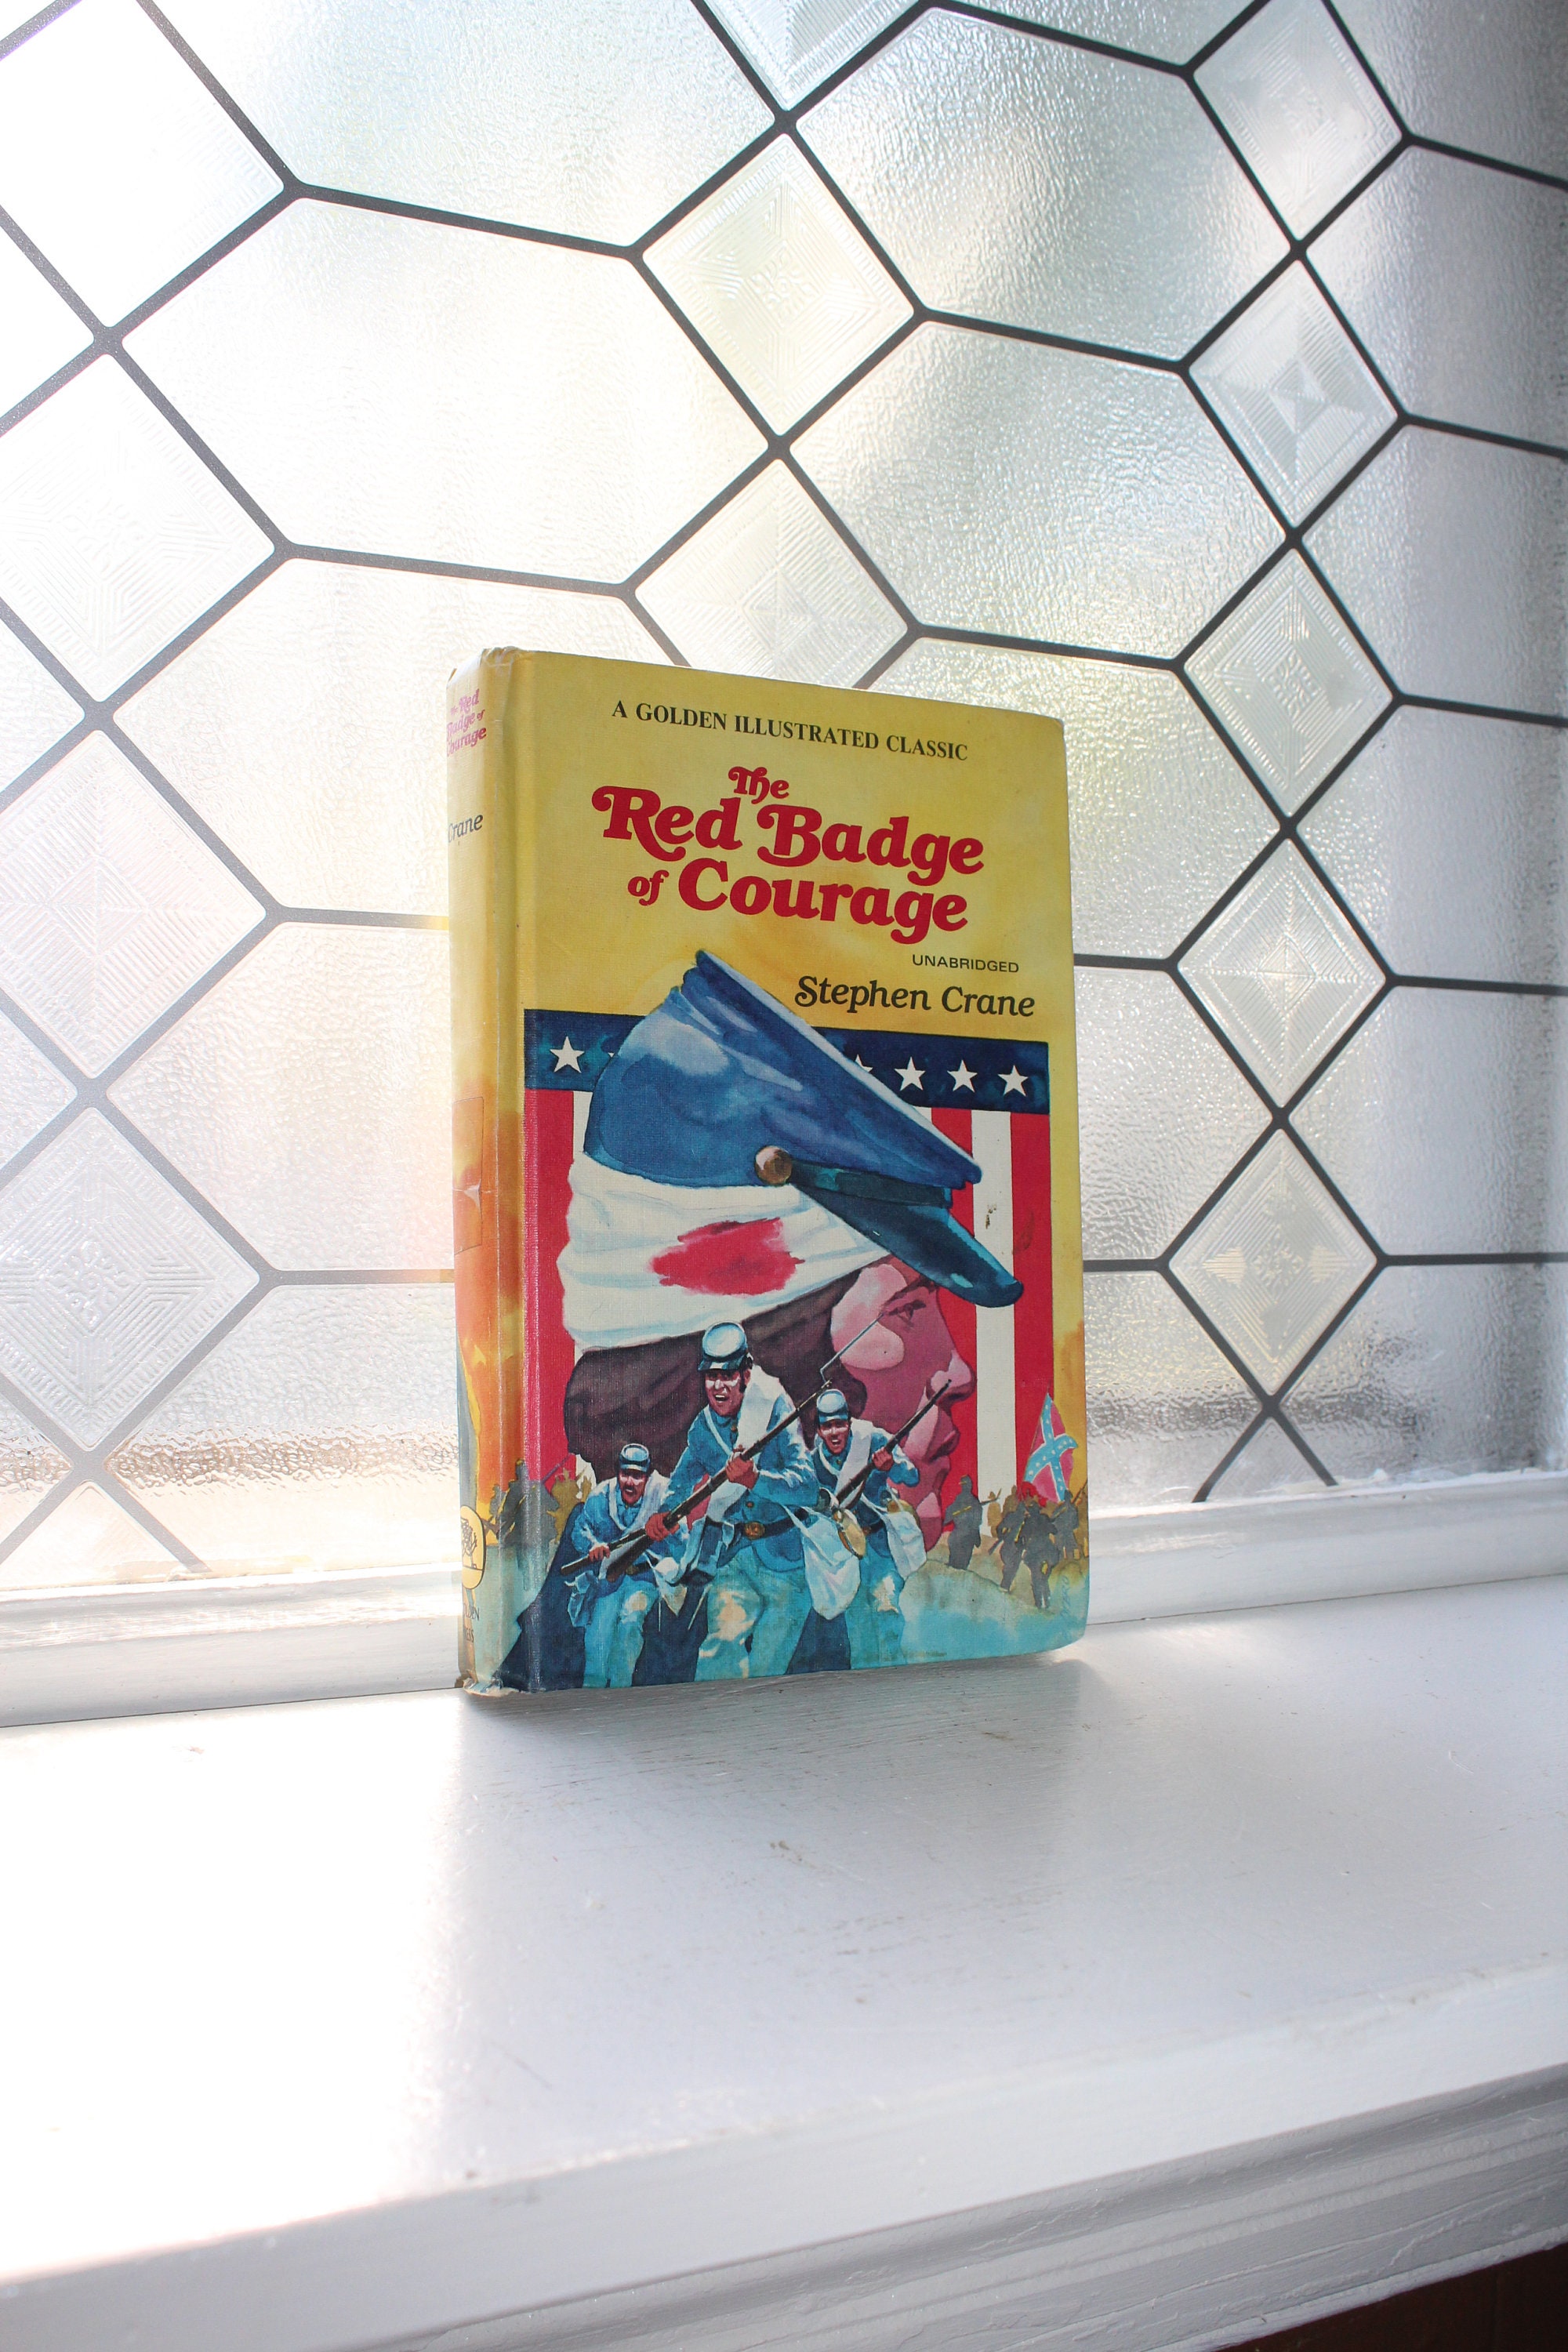 A GOLDEN ILLUSTRATED CLASSIC
The
Red Badge
of Courage
UNABRIDGED
Stephen Crane
The Red
Badge of
Courage
Crane